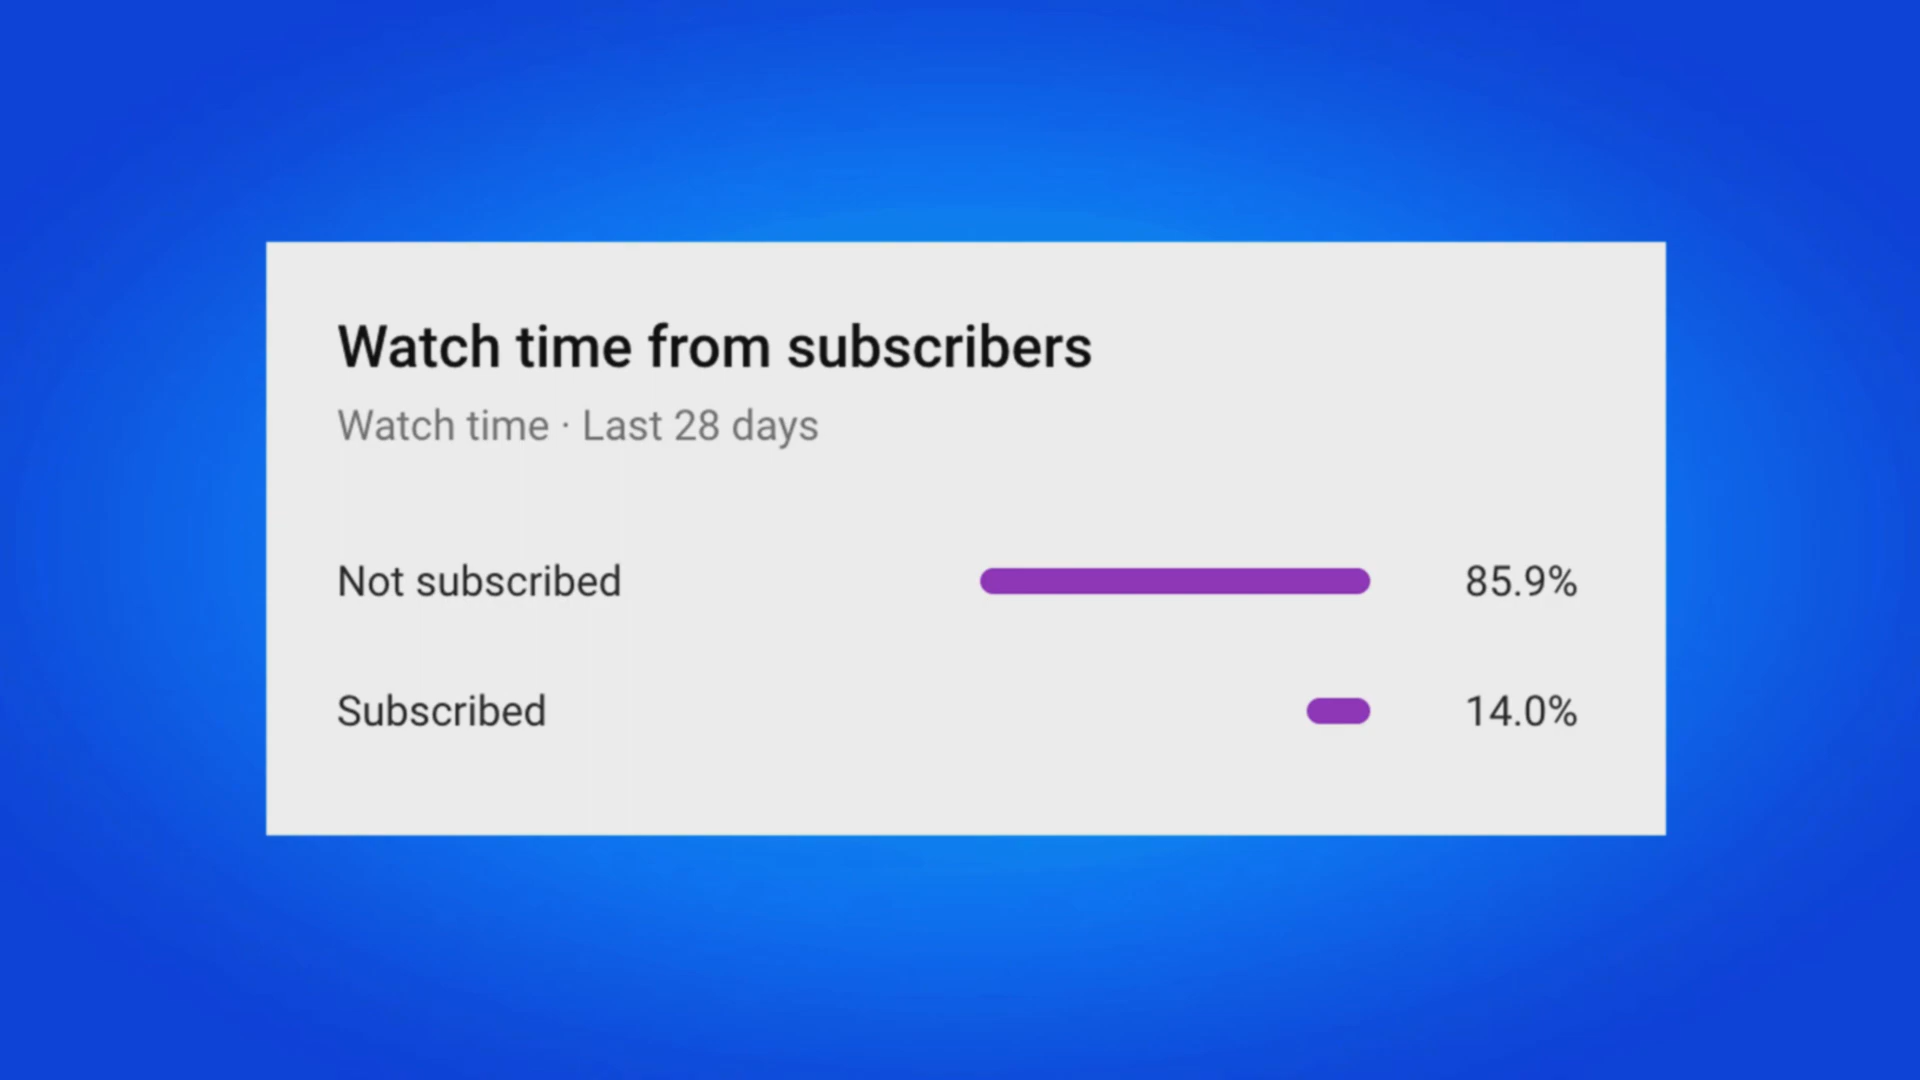 Watch time from subscribers
Watch time · Last 28 days
Not subscribed 85.9%
Subscribed 14.0%